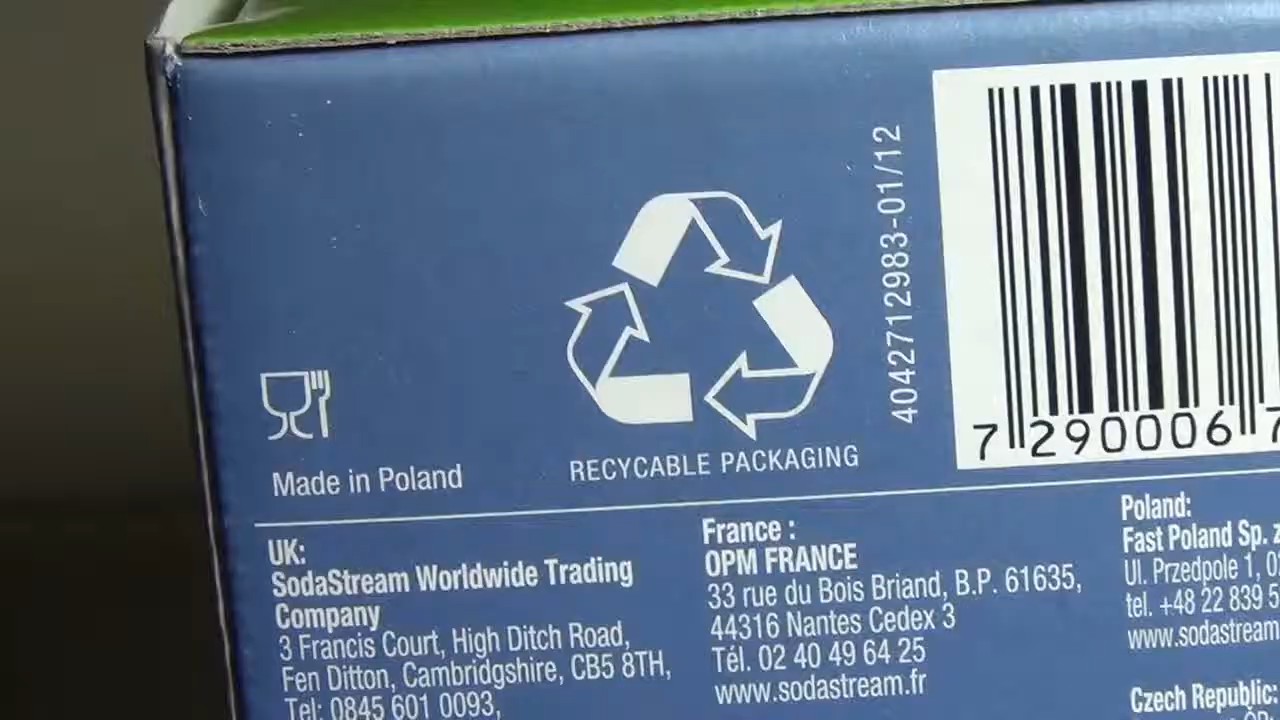 4042712983-01/12
7 290006 7
Made in Poland
RECYCABLE PACKAGING
UK:
SodaStream Worldwide Trading
Company
3 Francis Court, High Ditch Road,
Fen Ditton, Cambridgshire, CB5 8TH,
Tel: 0845 601 0093,
France :
OPM FRANCE
33 rue du Bois Briand, B.P. 61635,
44316 Nantes Cedex 3
Tél. 02 40 49 64 25
www.sodastream.fr
Poland:
Fast Poland Sp. z
Ul. Przedpole 1, 02
tel. +48 22 839 5
www.sodastream
Czech Republic: